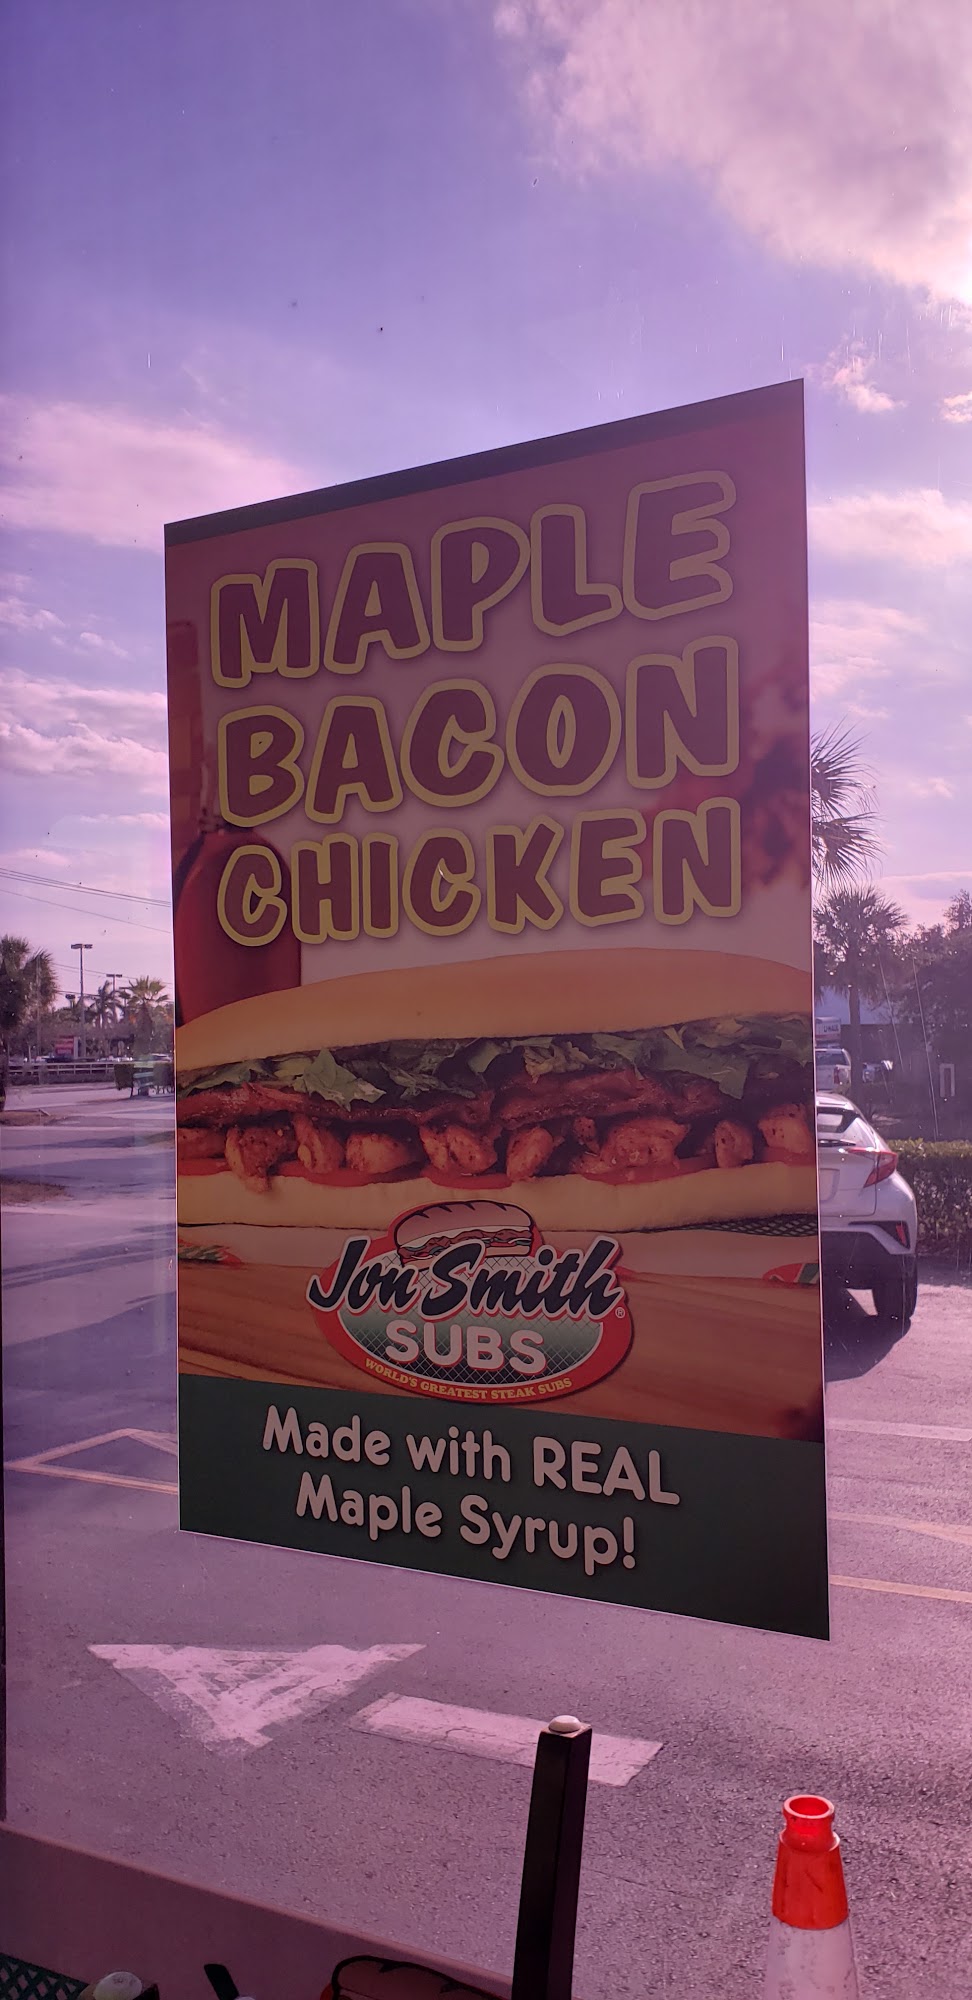 MAPLE
BACON
CHICKEN
Jon Smith®
SUBS
WORLD'S GREATEST STEAK SUBS
Made with REAL
Maple Syrup!